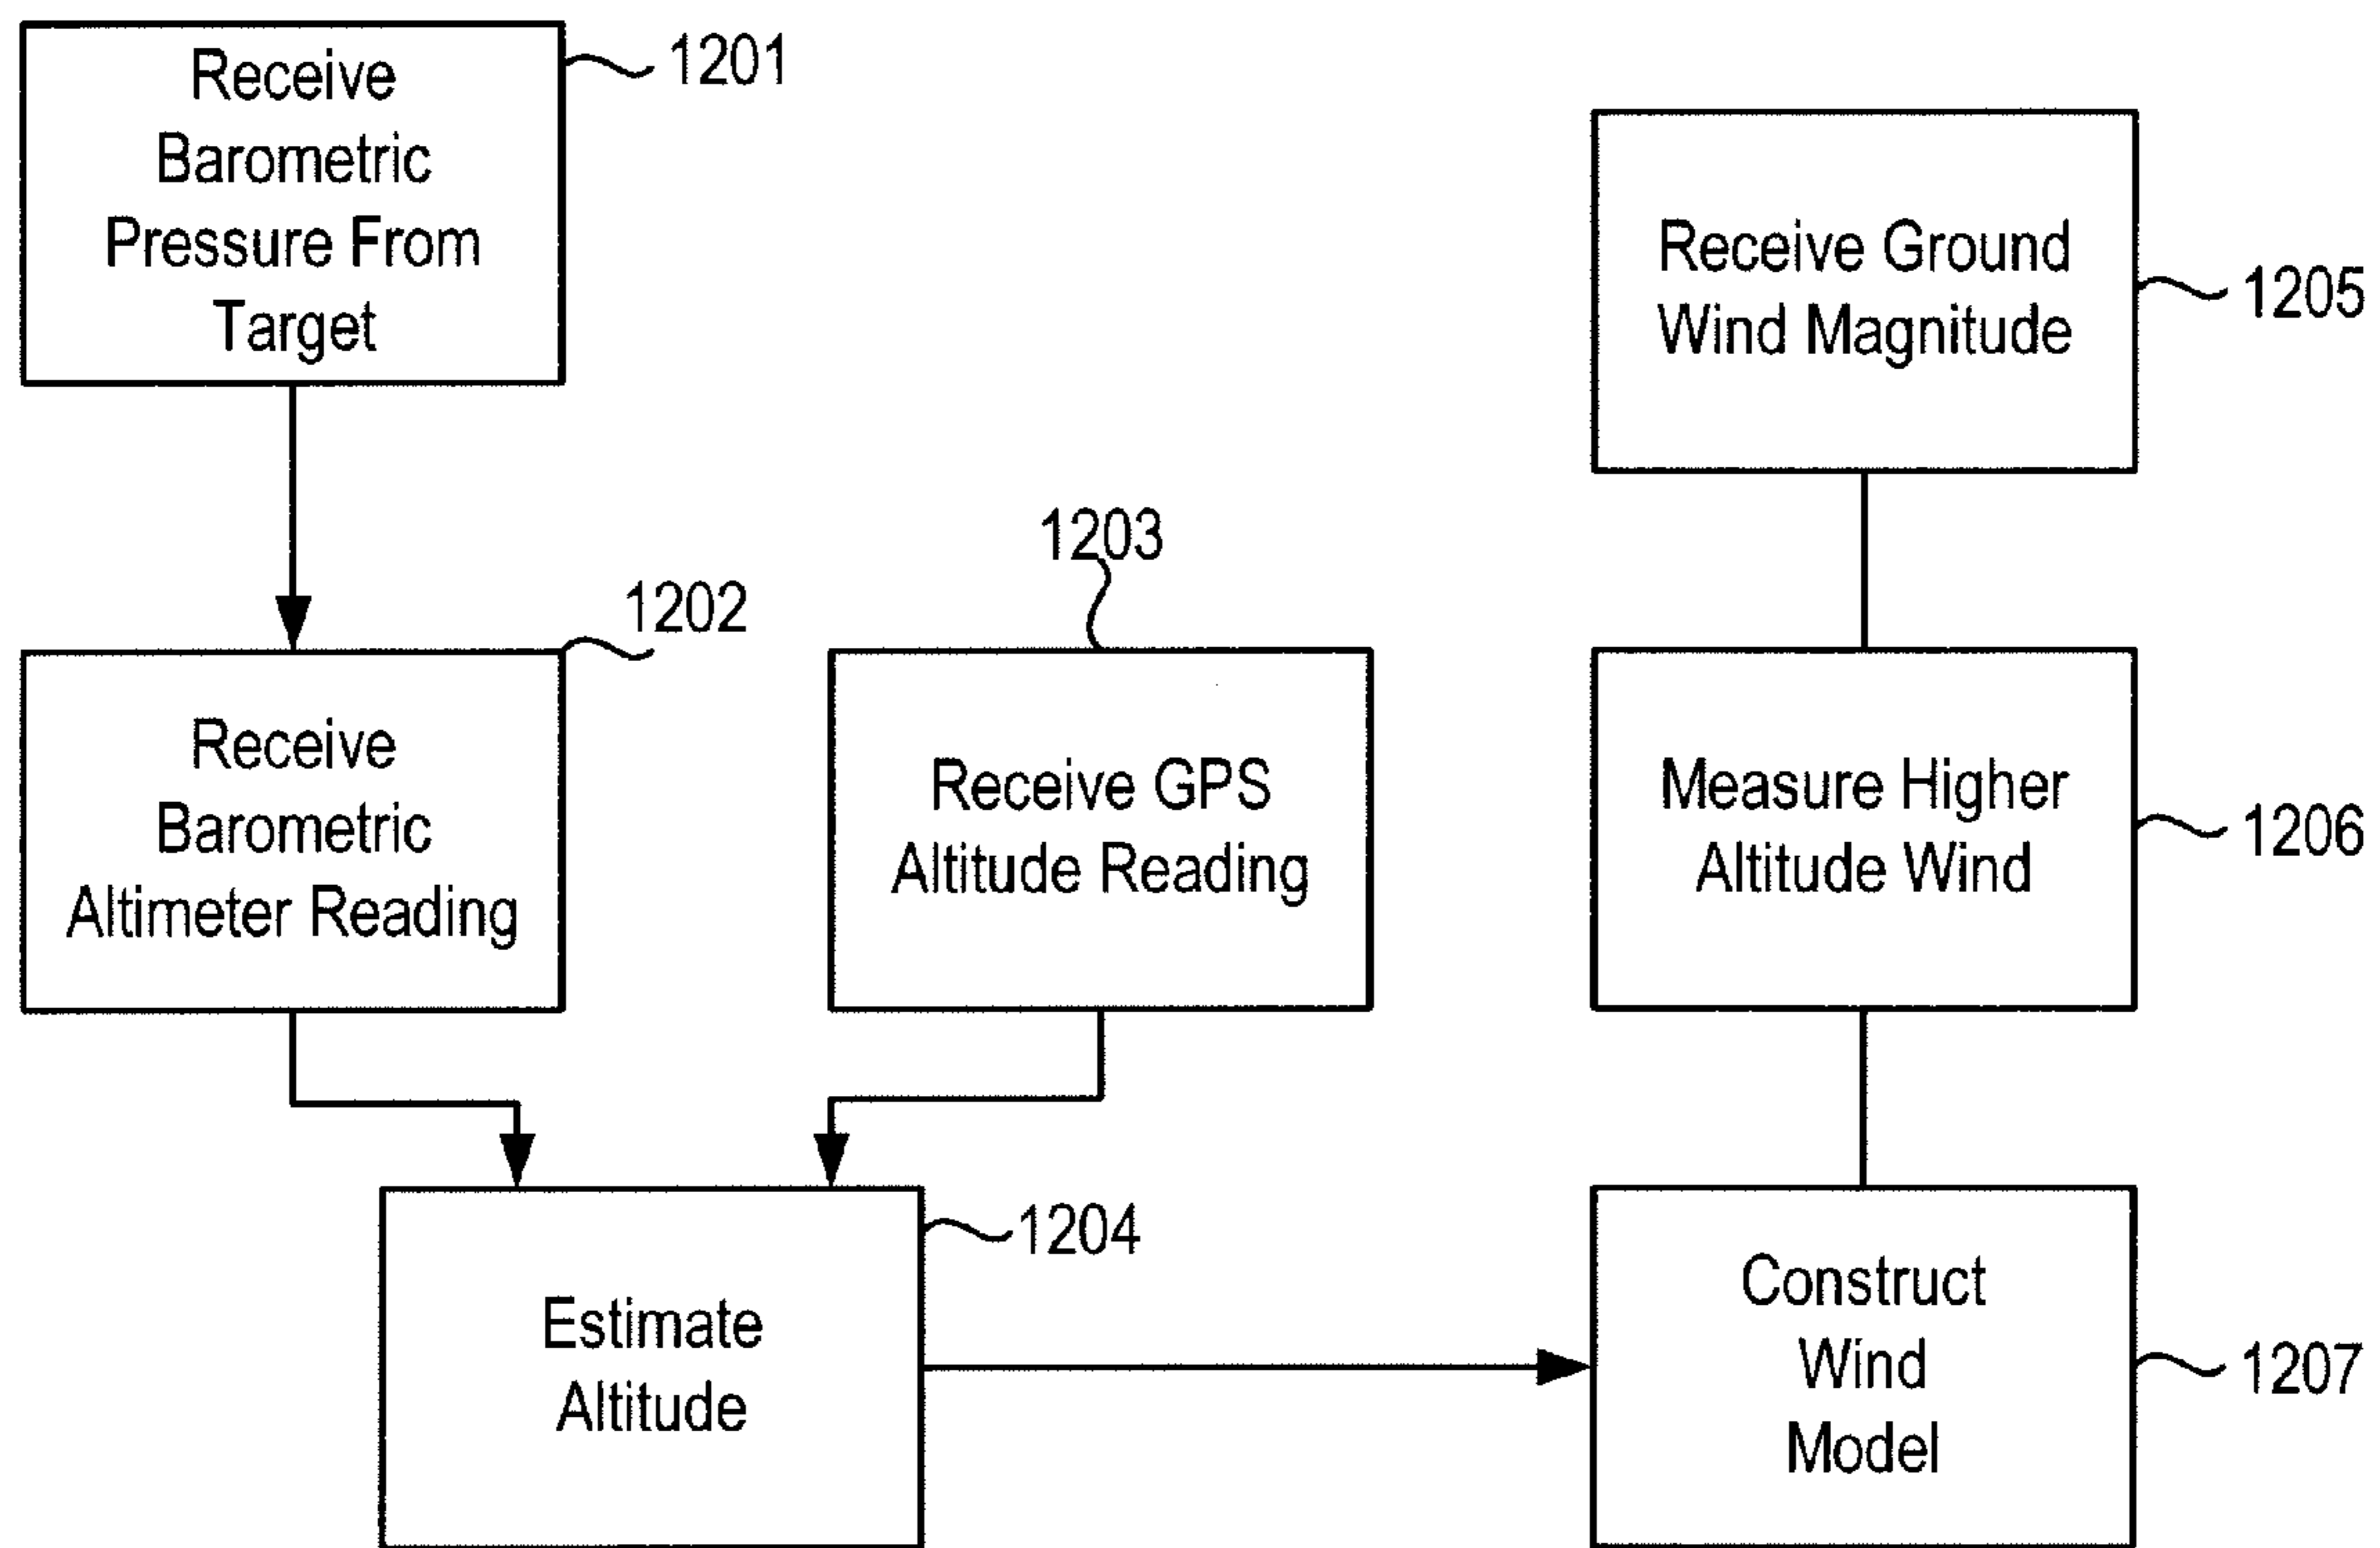 Receive
Barometric
Pressure From
Target
1201
Receive Ground
Wind Magnitude
1205
1202
Receive
Barometric
Altimeter Reading
1203
Receive GPS
Altitude Reading
Measure Higher
Altitude Wind
1206
1204
Estimate
Altitude
Construct
Wind
Model
1207